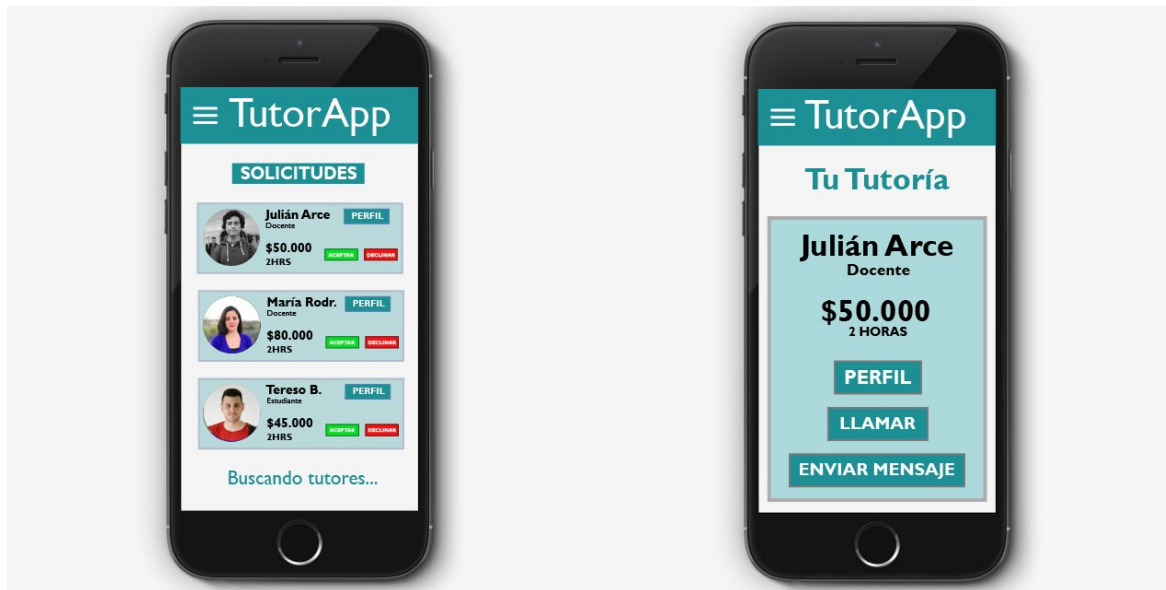 TutorApp
SOLICITUDES
Julián Arce PERFIL
Docente
$50.000
2HRS ACEPTAR DECLINAR
María Rodr. PERFIL
Docente
$80.000
2HRS ACEPTAR DECLINAR
Tereso B. PERFIL
Estudiante
$45.000
2HRS ACEPTAR DECLINAR
Buscando tutores...
TutorApp
Tu Tutoría
Julián Arce
Docente
$50.000
2 HORAS
PERFIL
LLAMAR
ENVIAR MENSAJE